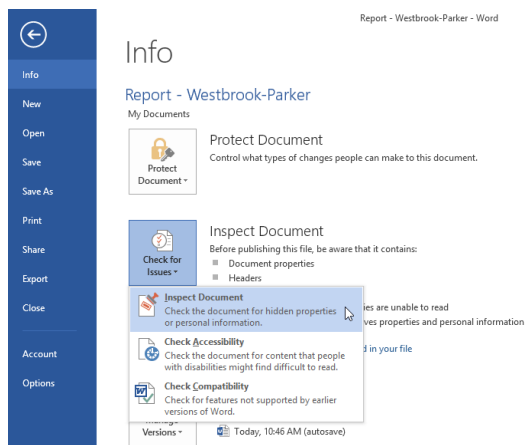 Report - Westbrook-Parker - Word
Info
Info
New
Open
Save
Save As
Print
Share
Export
Close
Account
Options
Report - Westbrook-Parker
My Documents
Protect Document
Control what types of changes people can make to this document.
Protect
Document
Inspect Document
Before publishing this file, be aware that it contains:
Document properties
Headers
Check for
Issues
Inspect Document
Check the document for hidden properties
or personal information.
Check Accessibility
Check the document for content that people
with disabilities might find difficult to read.
Check Compatibility
Check for features not supported by earlier
versions of Word.
are unable to read
properties and personal information
in your file
Versions
Today, 10:46 AM (autosave)